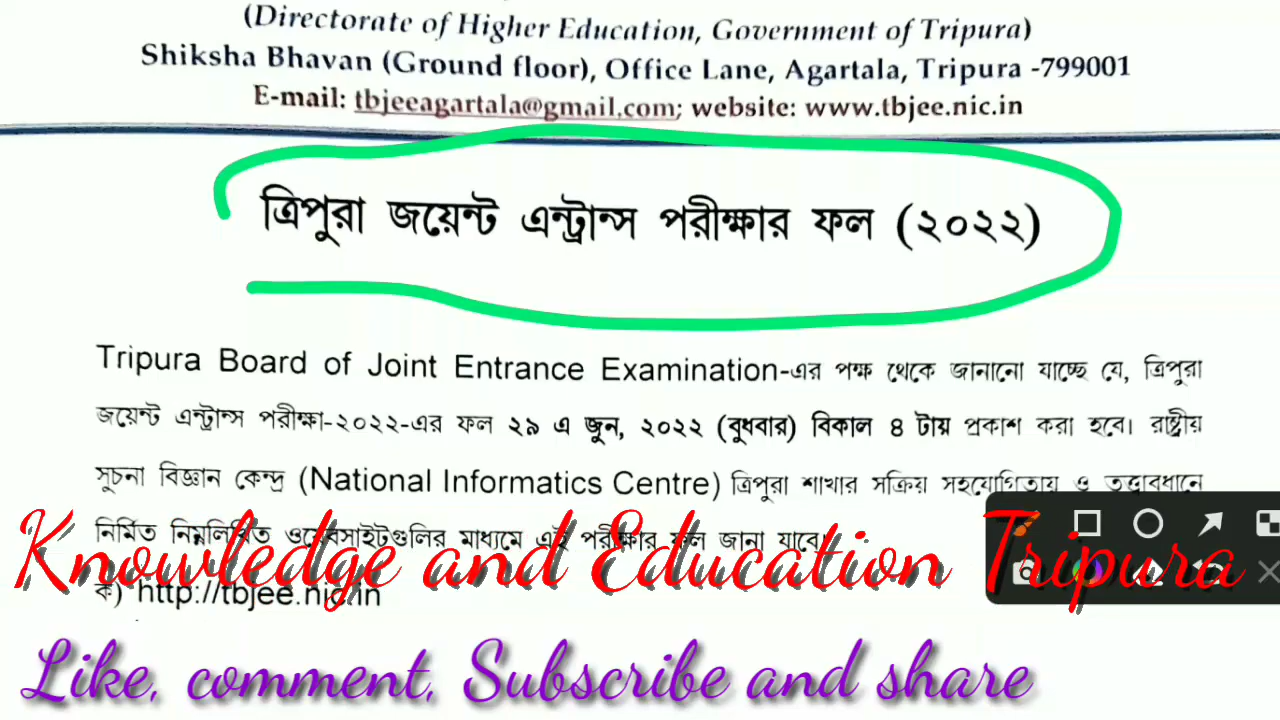 (Directorate of Higher Education, Government of Tripura)
Shiksha Bhavan (Ground floor), Office Lane, Agartala, Tripura -799001
E-mail: tbjeeagartala@gmail.com; website: www.tbjee.nic.in
ত্রিপুরা জয়েন্ট এন্ট্রান্স পরীক্ষার ফল (২০২২)
Tripura Board of Joint Entrance Examination-এর পক্ষ থেকে জানানো যাচ্ছে যে, ত্রিপুরা
জয়েন্ট এন্ট্রান্স পরীক্ষা-২০২২-এর ফল ২৯ এ জুন, ২০২২ (বুধবার) বিকাল ৪ টায় প্রকাশ করা হবে। রাষ্ট্রীয়
সূচনা বিজ্ঞান কেন্দ্র (National Informatics Centre) ত্রিপুরা শাখার সক্রিয় সহযোগিতায় ও তত্ত্বাবধানে
নির্মিত নিম্নলিখিত ওয়েবসাইটগুলির মাধ্যমে এই পরীক্ষার ফল জানা যাবে।
Knowledge and Education Tripura
ক) http://tbjee.nic.in
Like, comment, Subscribe and share